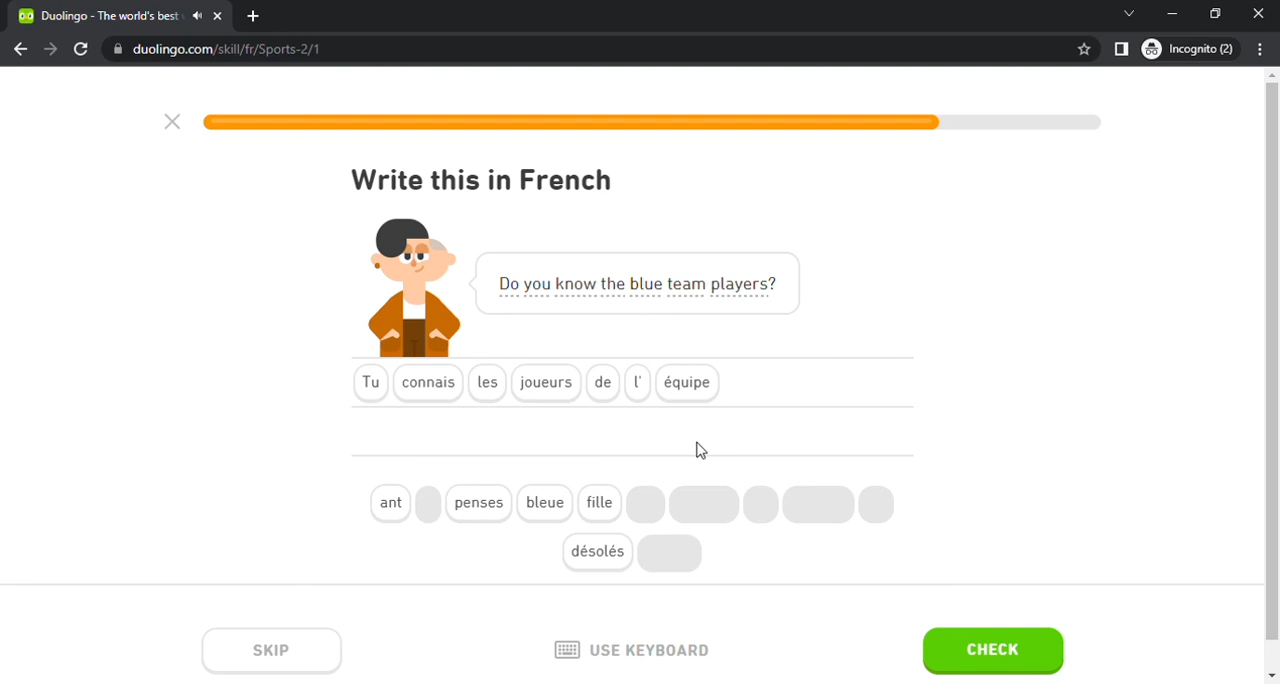 Duolingo - The world's best
duolingo.com/skill/fr/Sports-2/1
Incognito (2)
Write this in French
Do you know the blue team players?
Tu connais les joueurs de l' équipe
ant penses bleue fille
désolés
SKIP USE KEYBOARD CHECK